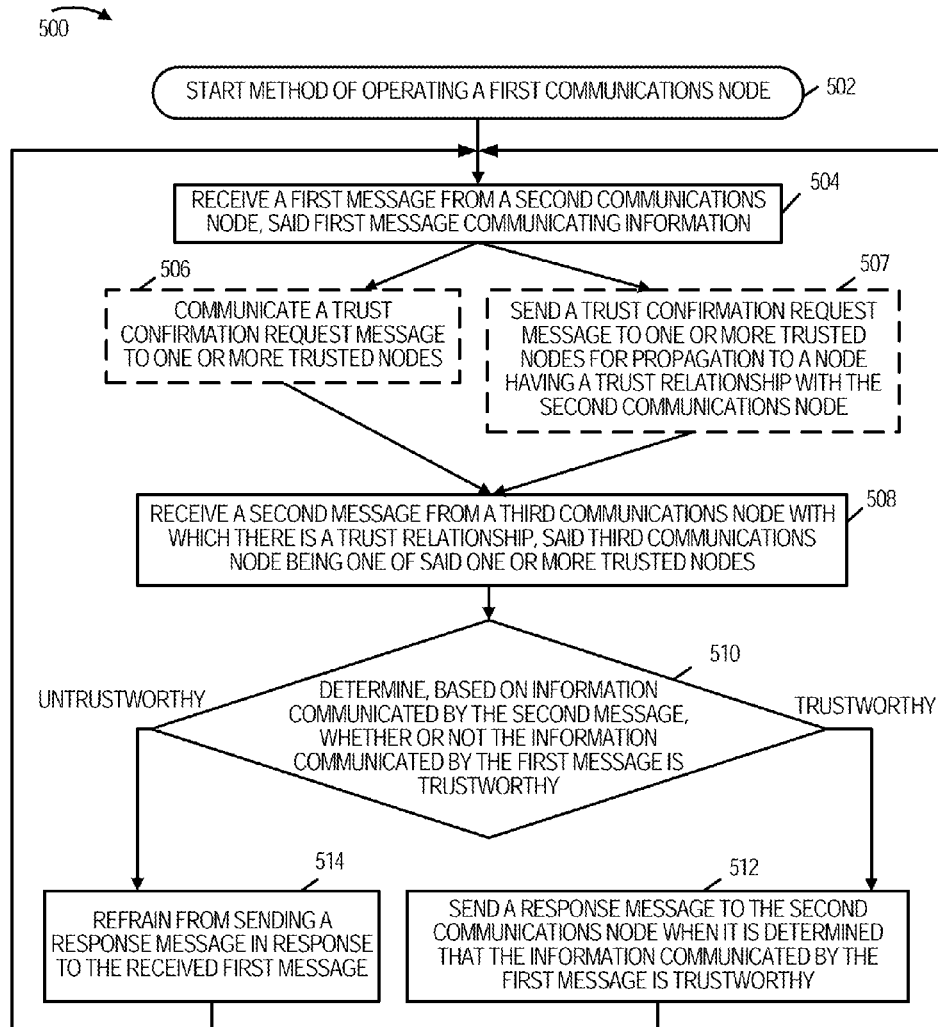 500
START METHOD OF OPERATING A FIRST COMMUNICATIONS NODE
502
504
RECEIVE A FIRST MESSAGE FROM A SECOND COMMUNICATIONS
NODE, SAID FIRST MESSAGE COMMUNICATING INFORMATION
506
COMMUNICATE A TRUST
CONFIRMATION REQUEST MESSAGE
TO ONE OR MORE TRUSTED NODES
507
SEND A TRUST CONFIRMATION REQUEST
MESSAGE TO ONE OR MORE TRUSTED
NODES FOR PROPAGATION TO A NODE
HAVING A TRUST RELATIONSHIP WITH THE
SECOND COMMUNICATIONS NODE
RECEIVE A SECOND MESSAGE FROM A THIRD COMMUNICATIONS NODE WITH
WHICH THERE IS A TRUST RELATIONSHIP, SAID THIRD COMMUNICATIONS
NODE BEING ONE OF SAID ONE OR MORE TRUSTED NODES
508
510
UNTRUSTWORTHY
DETERMINE, BASED ON INFORMATION
COMMUNICATED BY THE SECOND MESSAGE,
WHETHER OR NOT THE INFORMATION
COMMUNICATED BY THE FIRST MESSAGE IS
TRUSTWORTHY
TRUSTWORTHY
514
REFRAIN FROM SENDING A
RESPONSE MESSAGE IN RESPONSE
TO THE RECEIVED FIRST MESSAGE
512
SEND A RESPONSE MESSAGE TO THE SECOND
COMMUNICATIONS NODE WHEN IT IS DETERMINED
THAT THE INFORMATION COMMUNICATED BY THE
FIRST MESSAGE IS TRUSTWORTHY